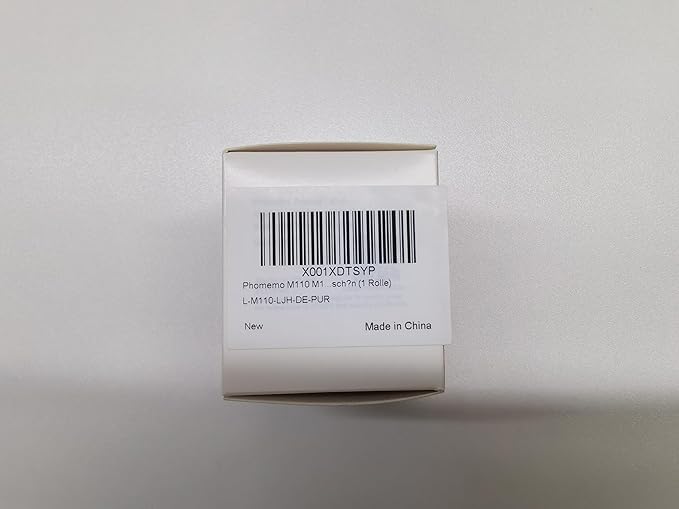 X001XDTSYP
Phomemo M110 M1...sch?n (1 Rolle)
L-M110-LJH-DE-PUR
New
Made in China